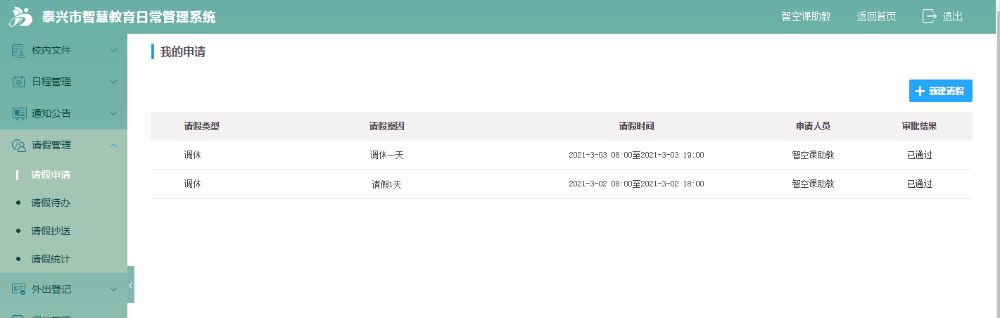 泰兴市智慧教育日常管理系统
智空课助教 返回首页 退出
校内文件
日程管理
通知公告
请假管理
请假申请
请假待办
请假抄送
请假统计
外出登记
我的申请
新建请假
请假类型 请假原因 请假时间 申请人员 审批结果
调休 调休一天 2021-3-03 08:00至2021-3-03 19:00 智空课助教 已通过
调休 请假1天 2021-3-02 08:00至2021-3-02 18:00 智空课助教 已通过